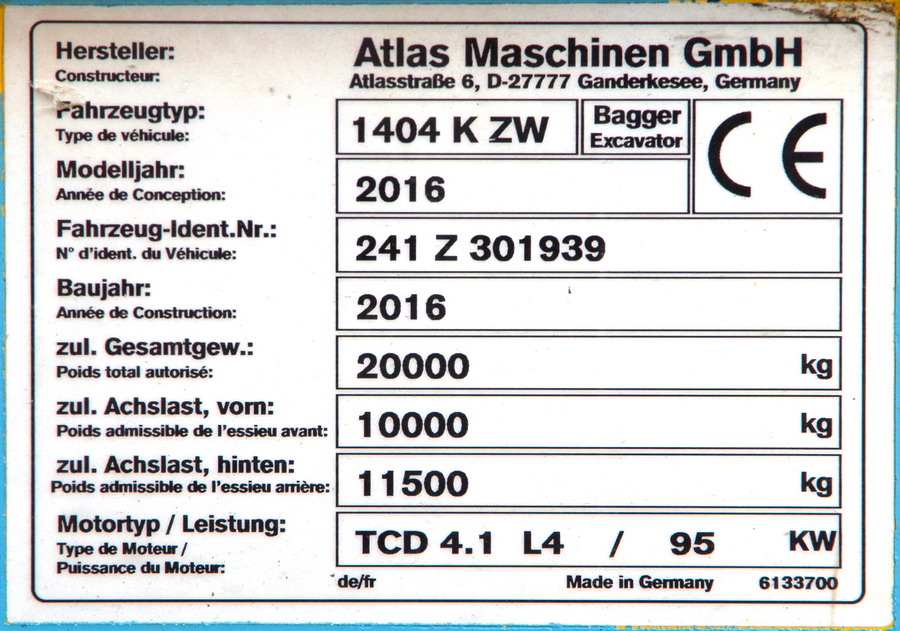 Hersteller: Atlas Maschinen GmbH
Constructeur: Atlasstraße 6, D-27777 Ganderkesee, Germany
Fahrzeugtyp: 1404 K ZW Bagger
Type de véhicule: Excavator CE
Modelljahr: 2016
Année de Conception:
Fahrzeug-Ident.Nr.: 241 Z 301939
N° d'ident. du Véhicule:
Baujahr: 2016
Année de Construction:
zul. Gesamtgew.: 20000 kg
Poids total autorisé:
zul. Achslast, vorn: 10000 kg
Poids admissible de l'essieu avant:
zul. Achslast, hinten: 11500 kg
Poids admissible de l'essieu arrière:
Motortyp / Leistung: TCD 4.1 L4 / 95 KW
Type de Moteur /
Puissance du Moteur:
de/fr Made in Germany 6133700